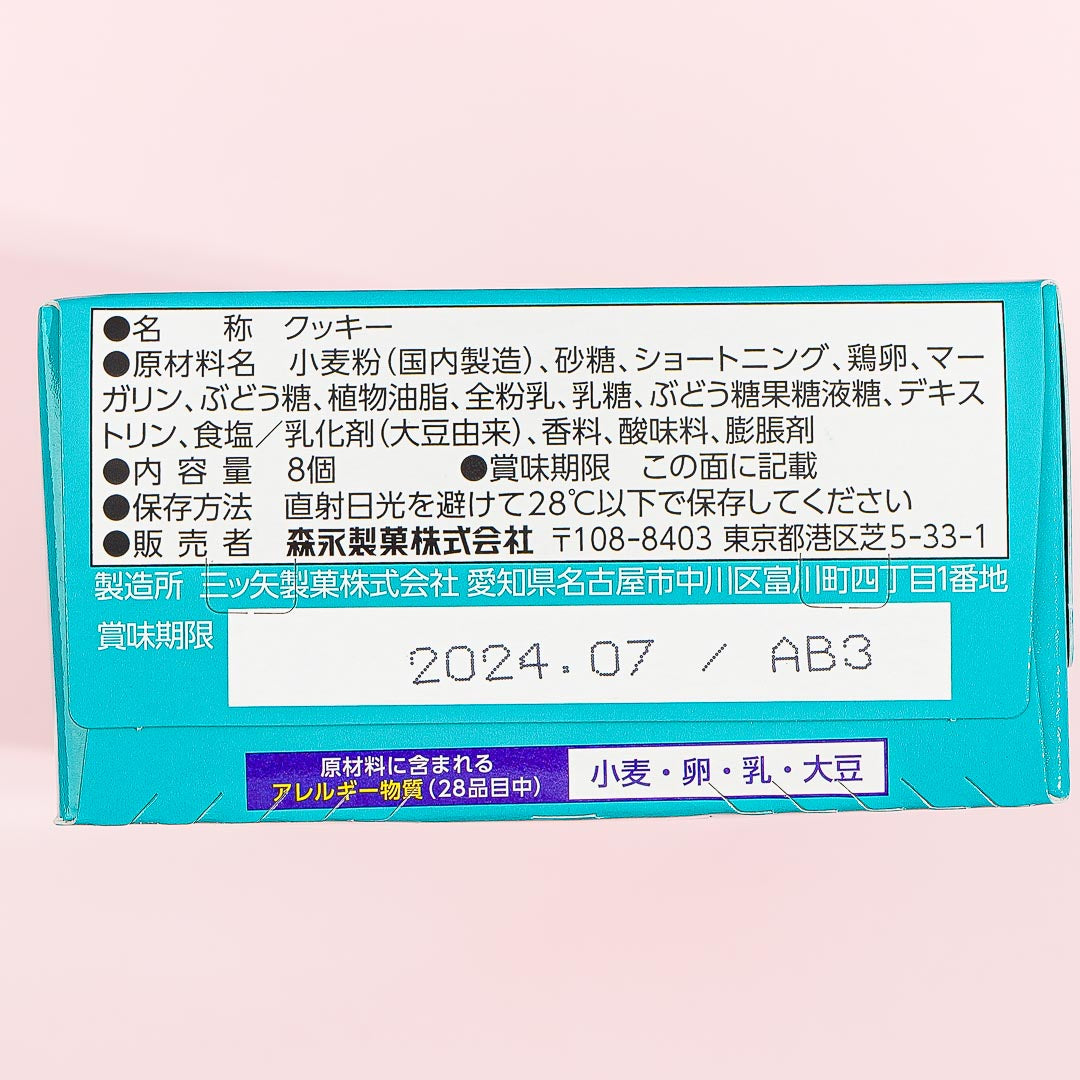 ●名　　称　クッキー
●原材料名　小麦粉（国内製造）、砂糖、ショートニング、鶏卵、マー
ガリン、ぶどう糖、植物油脂、全粉乳、乳糖、ぶどう糖果糖液糖、デキス
トリン、食塩／乳化剤（大豆由来）、香料、酸味料、膨脹剤
●内 容 量　8個　　　　●賞味期限　この面に記載
●保存方法　直射日光を避けて28℃以下で保存してください
●販 売 者　森永製菓株式会社　〒108-8403 東京都港区芝5-33-1
製造所　三ッ矢製菓株式会社 愛知県名古屋市中川区富川町四丁目1番地
賞味期限　2024.07 / AB3
原材料に含まれる
アレルギー物質（28品目中）　小麦・卵・乳・大豆